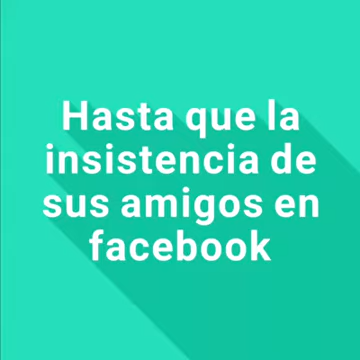 Hasta que la
insistencia de
sus amigos en
facebook